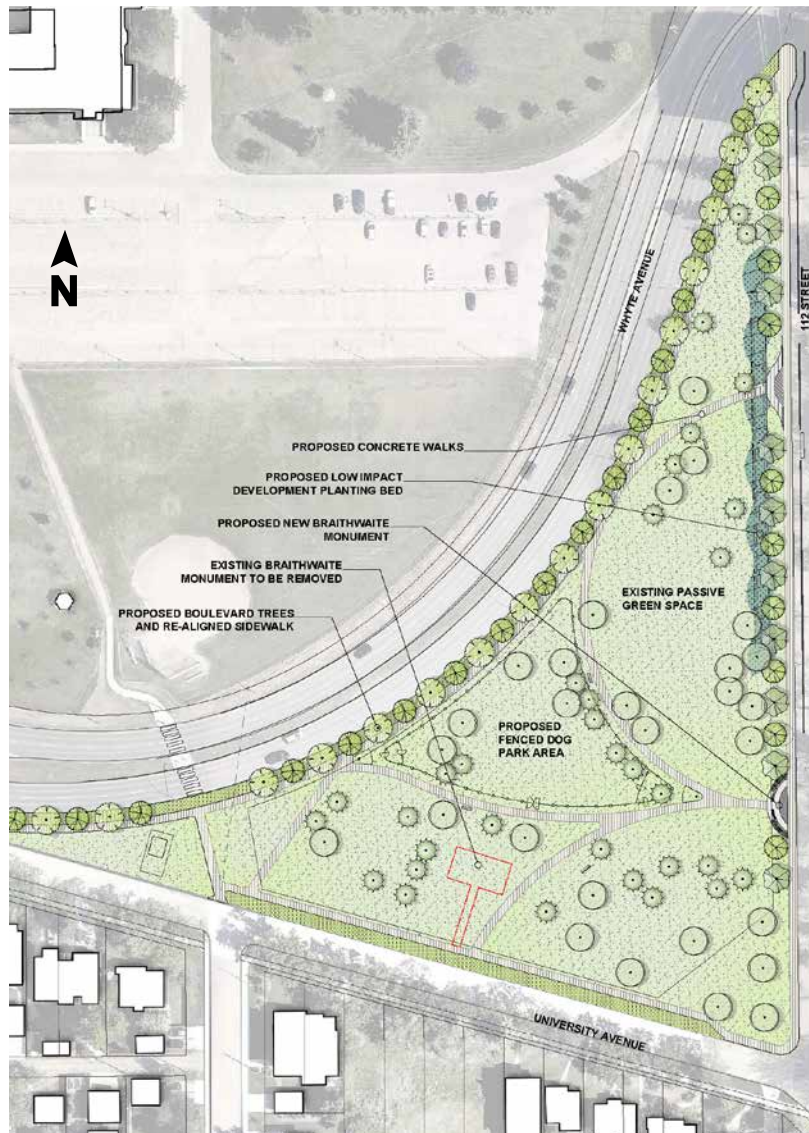 N
WHYTE AVENUE
112 STREET
PROPOSED CONCRETE WALKS
PROPOSED LOW IMPACT
DEVELOPMENT PLANTING BED
PROPOSED NEW BRAITHWAITE
MONUMENT
EXISTING BRAITHWAITE
MONUMENT TO BE REMOVED
PROPOSED BOULEVARD TREES
AND RE-ALIGNED SIDEWALK
EXISTING PASSIVE
GREEN SPACE
PROPOSED
FENCED DOG
PARK AREA
UNIVERSITY AVENUE